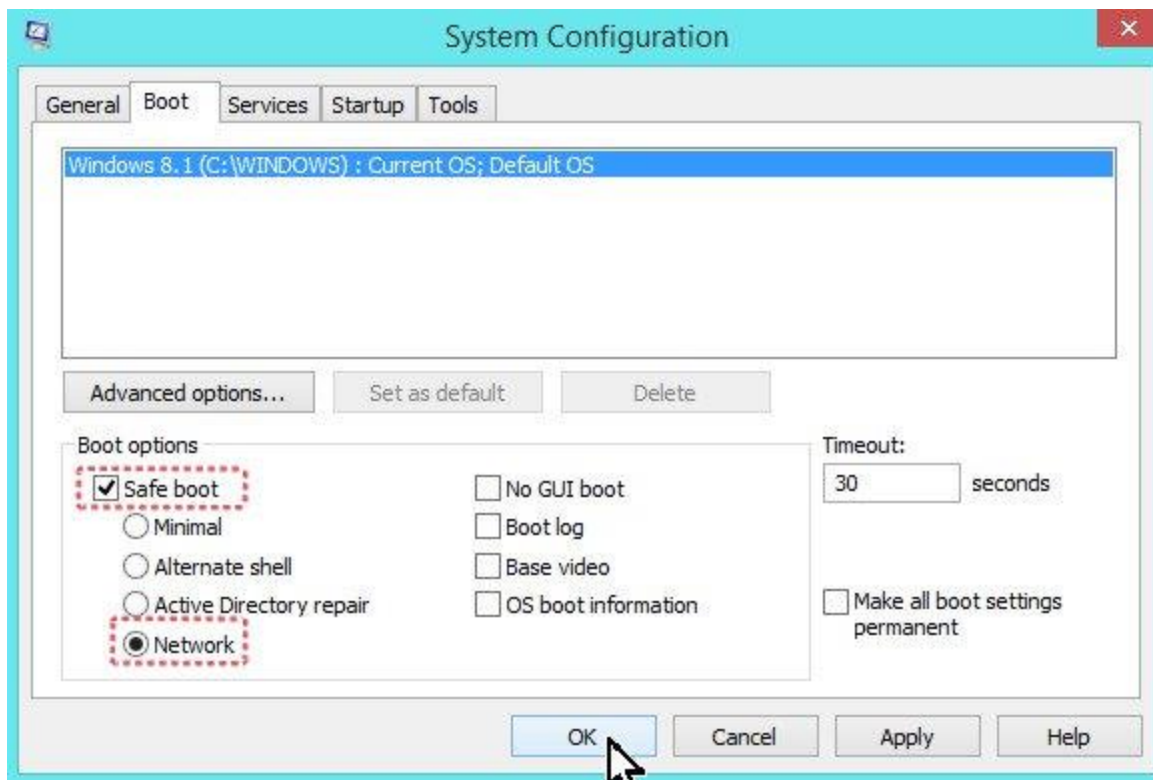 System Configuration
General Boot Services Startup Tools
Windows 8.1 (C:\WINDOWS) : Current OS; Default OS
Advanced options... Set as default Delete
Boot options
Safe boot
Minimal
Alternate shell
Active Directory repair
Network
No GUI boot
Boot log
Base video
OS boot information
Timeout:
30 seconds
Make all boot settings
permanent
OK Cancel Apply Help